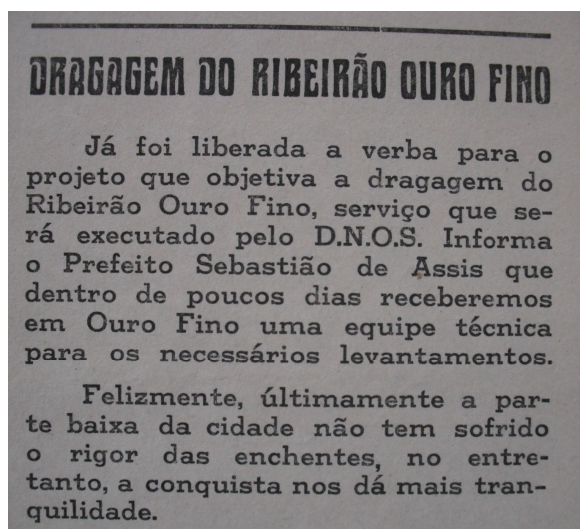 DRAGAGEM DO RIBEIRÃO OURO FINO
Já foi liberada a verba para o
projeto que objetiva a dragagem do
Ribeirão Ouro Fino, serviço que se-
rá executado pelo D.N.O.S. Informa
o Prefeito Sebastião de Assis que
dentro de poucos dias receberemos
em Ouro Fino uma equipe técnica
para os necessários levantamentos.
Felizmente, últimamente a par-
te baixa da cidade não tem sofrido
o rigor das enchentes, no entre-
tanto, a conquista nos dá mais tran-
quilidade.